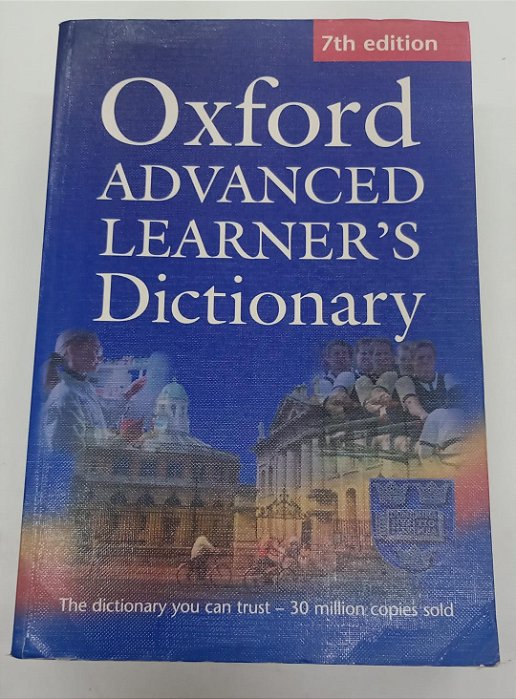 7th edition
Oxford
ADVANCED
LEARNER'S
Dictionary
The dictionary you can trust – 30 million copies sold